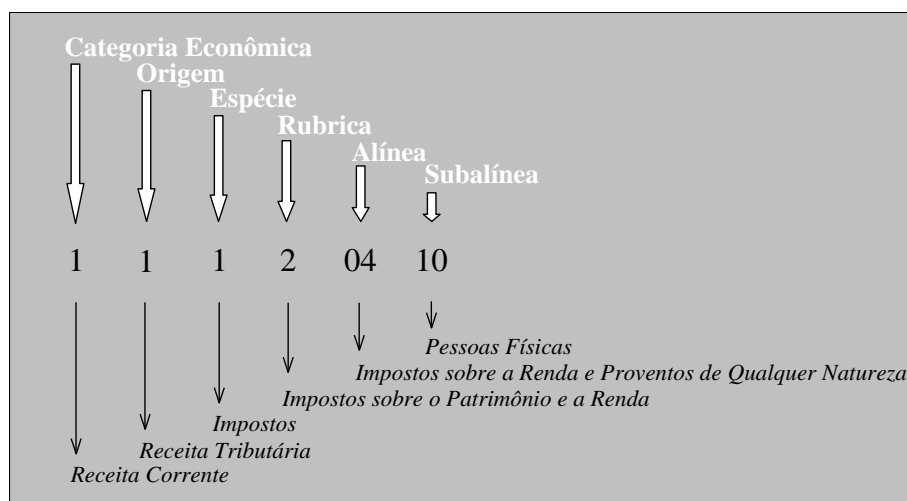 Categoria Econômica
Origem
Espécie
Rubrica
Alínea
Subalínea
1 1 1 2 04 10
Pessoas Físicas
Impostos sobre a Renda e Proventos de Qualquer Natureza
Impostos sobre o Patrimônio e a Renda
Impostos
Receita Tributária
Receita Corrente